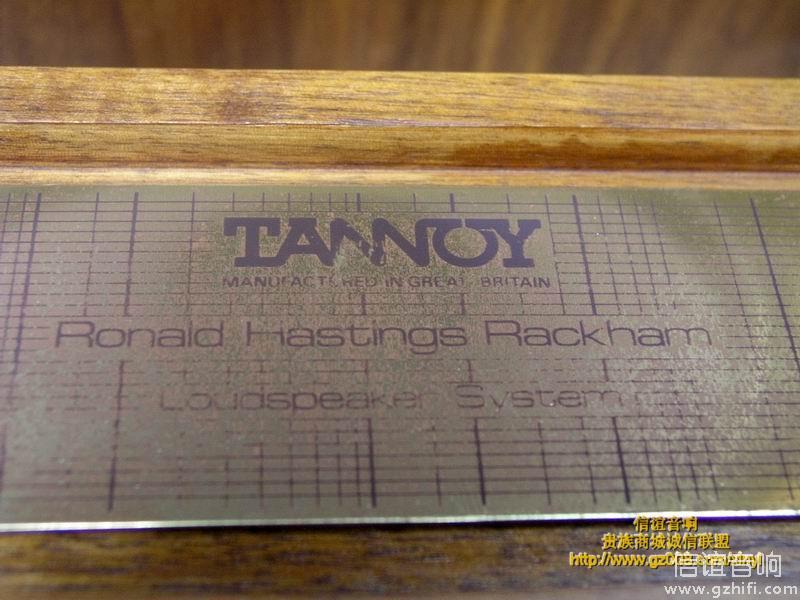 TANNOY
MANUFACTURED IN GREAT BRITAIN
Ronald Hastings Rackham
Loudspeaker System
信谊音响
贵族商城诚信联盟
信谊音响
www.gzhifi.com